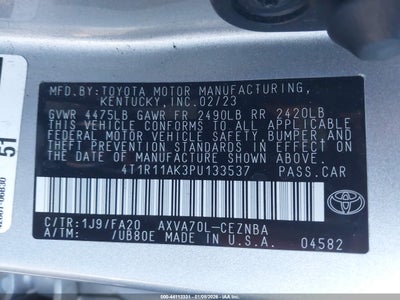 MFD.BY:TOYOTA MOTOR MANUFACTURING,
KENTUCKY,INC.02/23
GVWR 4475LB GAWR FR 2490LB RR 2420LB
THIS VEHICLE CONFORMS TO ALL APPLICABLE
FEDERAL MOTOR VEHICLE SAFETY,BUMPER,AND
THEFT PREVENTION STANDARDS IN EFFECT ON
THE DATE OF MANUFACTURE SHOWN ABOVE.
4T1R11AK3PU133537 PASS.CAR
C/TR:1J9/FA20 AXVA70L-CEZNBA
A/TM: /UB80E MADE IN U.S.A. 04582
TOYOTA
51